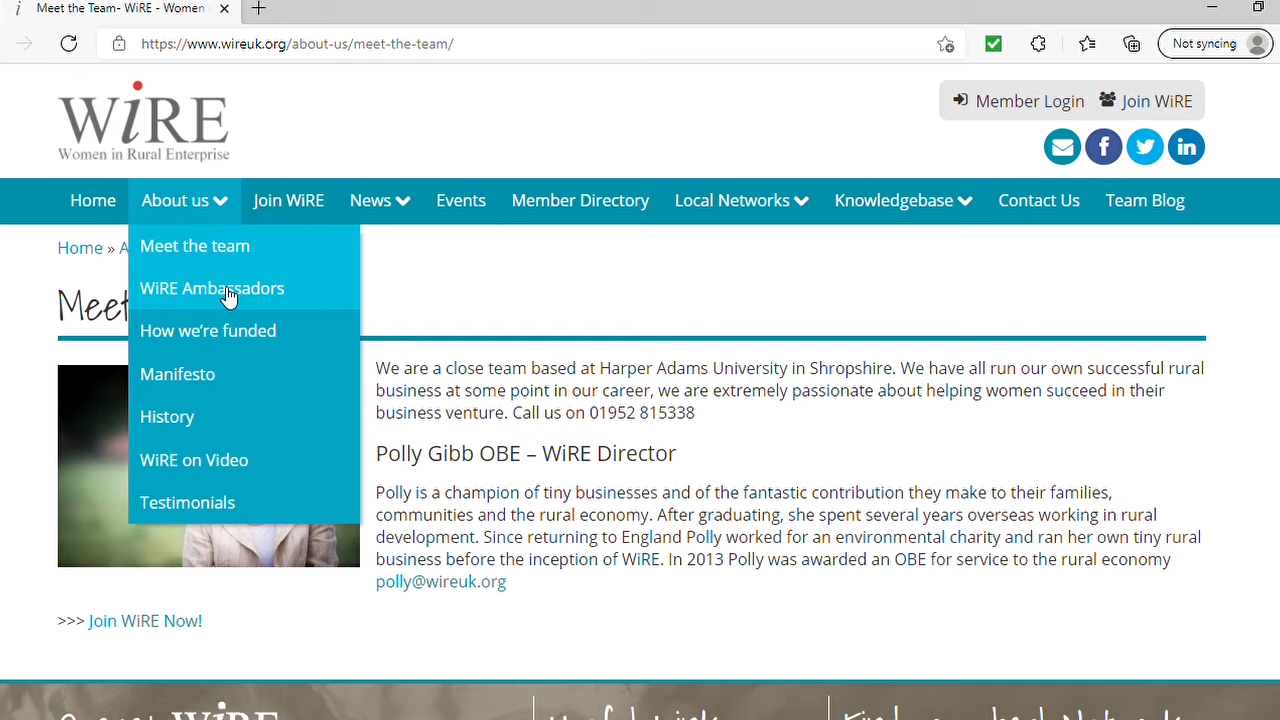 Meet the Team- WiRE - Women
Not syncing
https://www.wireuk.org/about-us/meet-the-team/
WiRE
Women in Rural Enterprise
Member Login Join WiRE
Home About us Join WiRE News Events Member Directory Local Networks Knowledgebase Contact Us Team Blog
Home »
Meet the team
WiRE Ambassadors
How we're funded
Manifesto
History
WiRE on Video
Testimonials
Meet
We are a close team based at Harper Adams University in Shropshire. We have all run our own successful rural
business at some point in our career, we are extremely passionate about helping women succeed in their
business venture. Call us on 01952 815338
Polly Gibb OBE – WiRE Director
Polly is a champion of tiny businesses and of the fantastic contribution they make to their families,
communities and the rural economy. After graduating, she spent several years overseas working in rural
development. Since returning to England Polly worked for an environmental charity and ran her own tiny rural
business before the inception of WiRE. In 2013 Polly was awarded an OBE for service to the rural economy
polly@wireuk.org
>>> Join WiRE Now!
WiRE